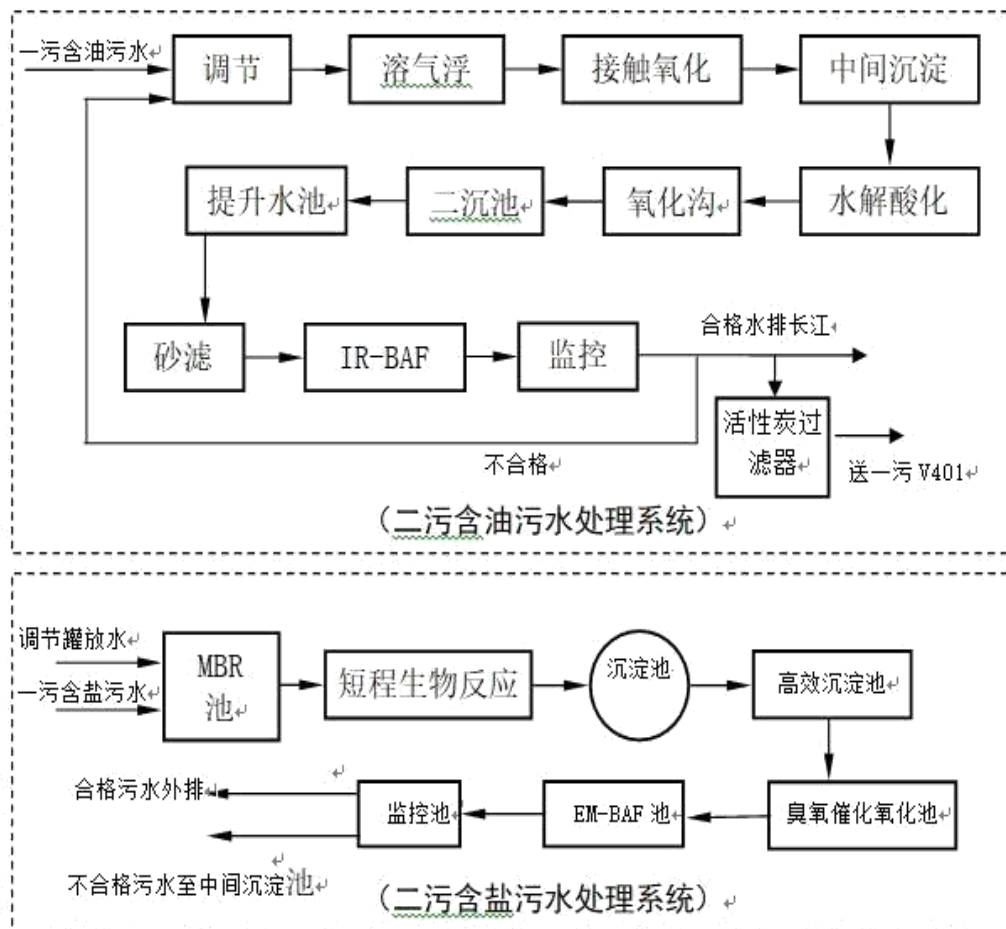 一污含油污水
调节
溶气浮
接触氧化
中间沉淀
提升水池
二沉池
氧化沟
水解酸化
砂滤
IR-BAF
监控
合格水排长江
活性炭过
滤器
不合格
送一污V401
（二污含油污水处理系统）
调节罐放水
一污含盐污水
MBR
池
短程生物反应
沉淀池
高效沉淀池
合格污水外排
监控池
EM-BAF池
臭氧催化氧化池
不合格污水至中间沉淀池
（二污含盐污水处理系统）